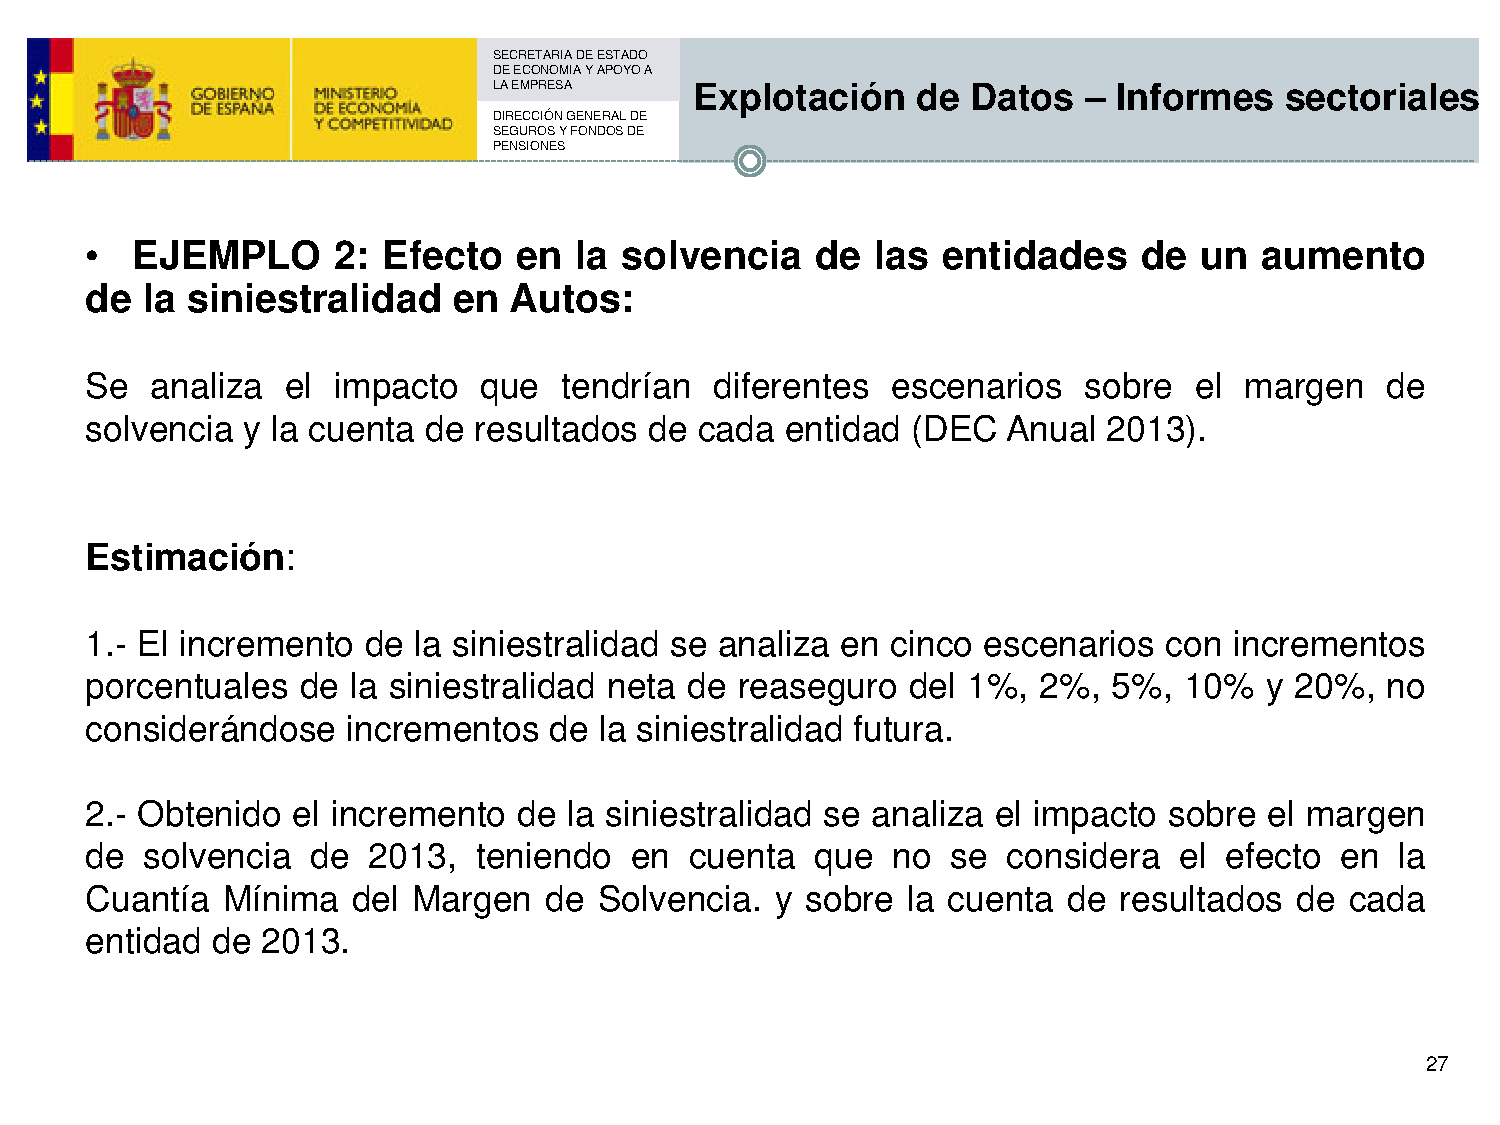 GOBIERNO
DE ESPAÑA
MINISTERIO
DE ECONOMÍA
Y COMPETITIVIDAD
SECRETARIA DE ESTADO
DE ECONOMIA Y APOYO A
LA EMPRESA
DIRECCIÓN GENERAL DE
SEGUROS Y FONDOS DE
PENSIONES
Explotación de Datos – Informes sectoriales
• EJEMPLO 2: Efecto en la solvencia de las entidades de un aumento
de la siniestralidad en Autos:
Se analiza el impacto que tendrían diferentes escenarios sobre el margen de
solvencia y la cuenta de resultados de cada entidad (DEC Anual 2013).
Estimación:
1.- El incremento de la siniestralidad se analiza en cinco escenarios con incrementos
porcentuales de la siniestralidad neta de reaseguro del 1%, 2%, 5%, 10% y 20%, no
considerándose incrementos de la siniestralidad futura.
2.- Obtenido el incremento de la siniestralidad se analiza el impacto sobre el margen
de solvencia de 2013, teniendo en cuenta que no se considera el efecto en la
Cuantía Mínima del Margen de Solvencia. y sobre la cuenta de resultados de cada
entidad de 2013.
27